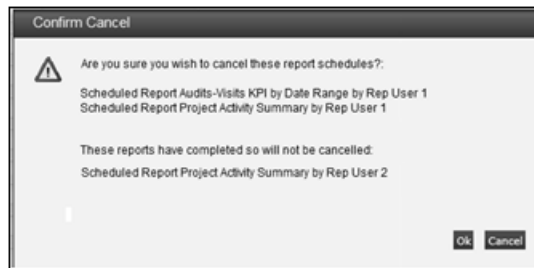 Confirm Cancel
Are you sure you wish to cancel these report schedules?:
Scheduled Report Audits-Visits KPI by Date Range by Rep User 1
Scheduled Report Project Activity Summary by Rep User 1
These reports have completed so will not be cancelled:
Scheduled Report Project Activity Summary by Rep User 2
Ok Cancel